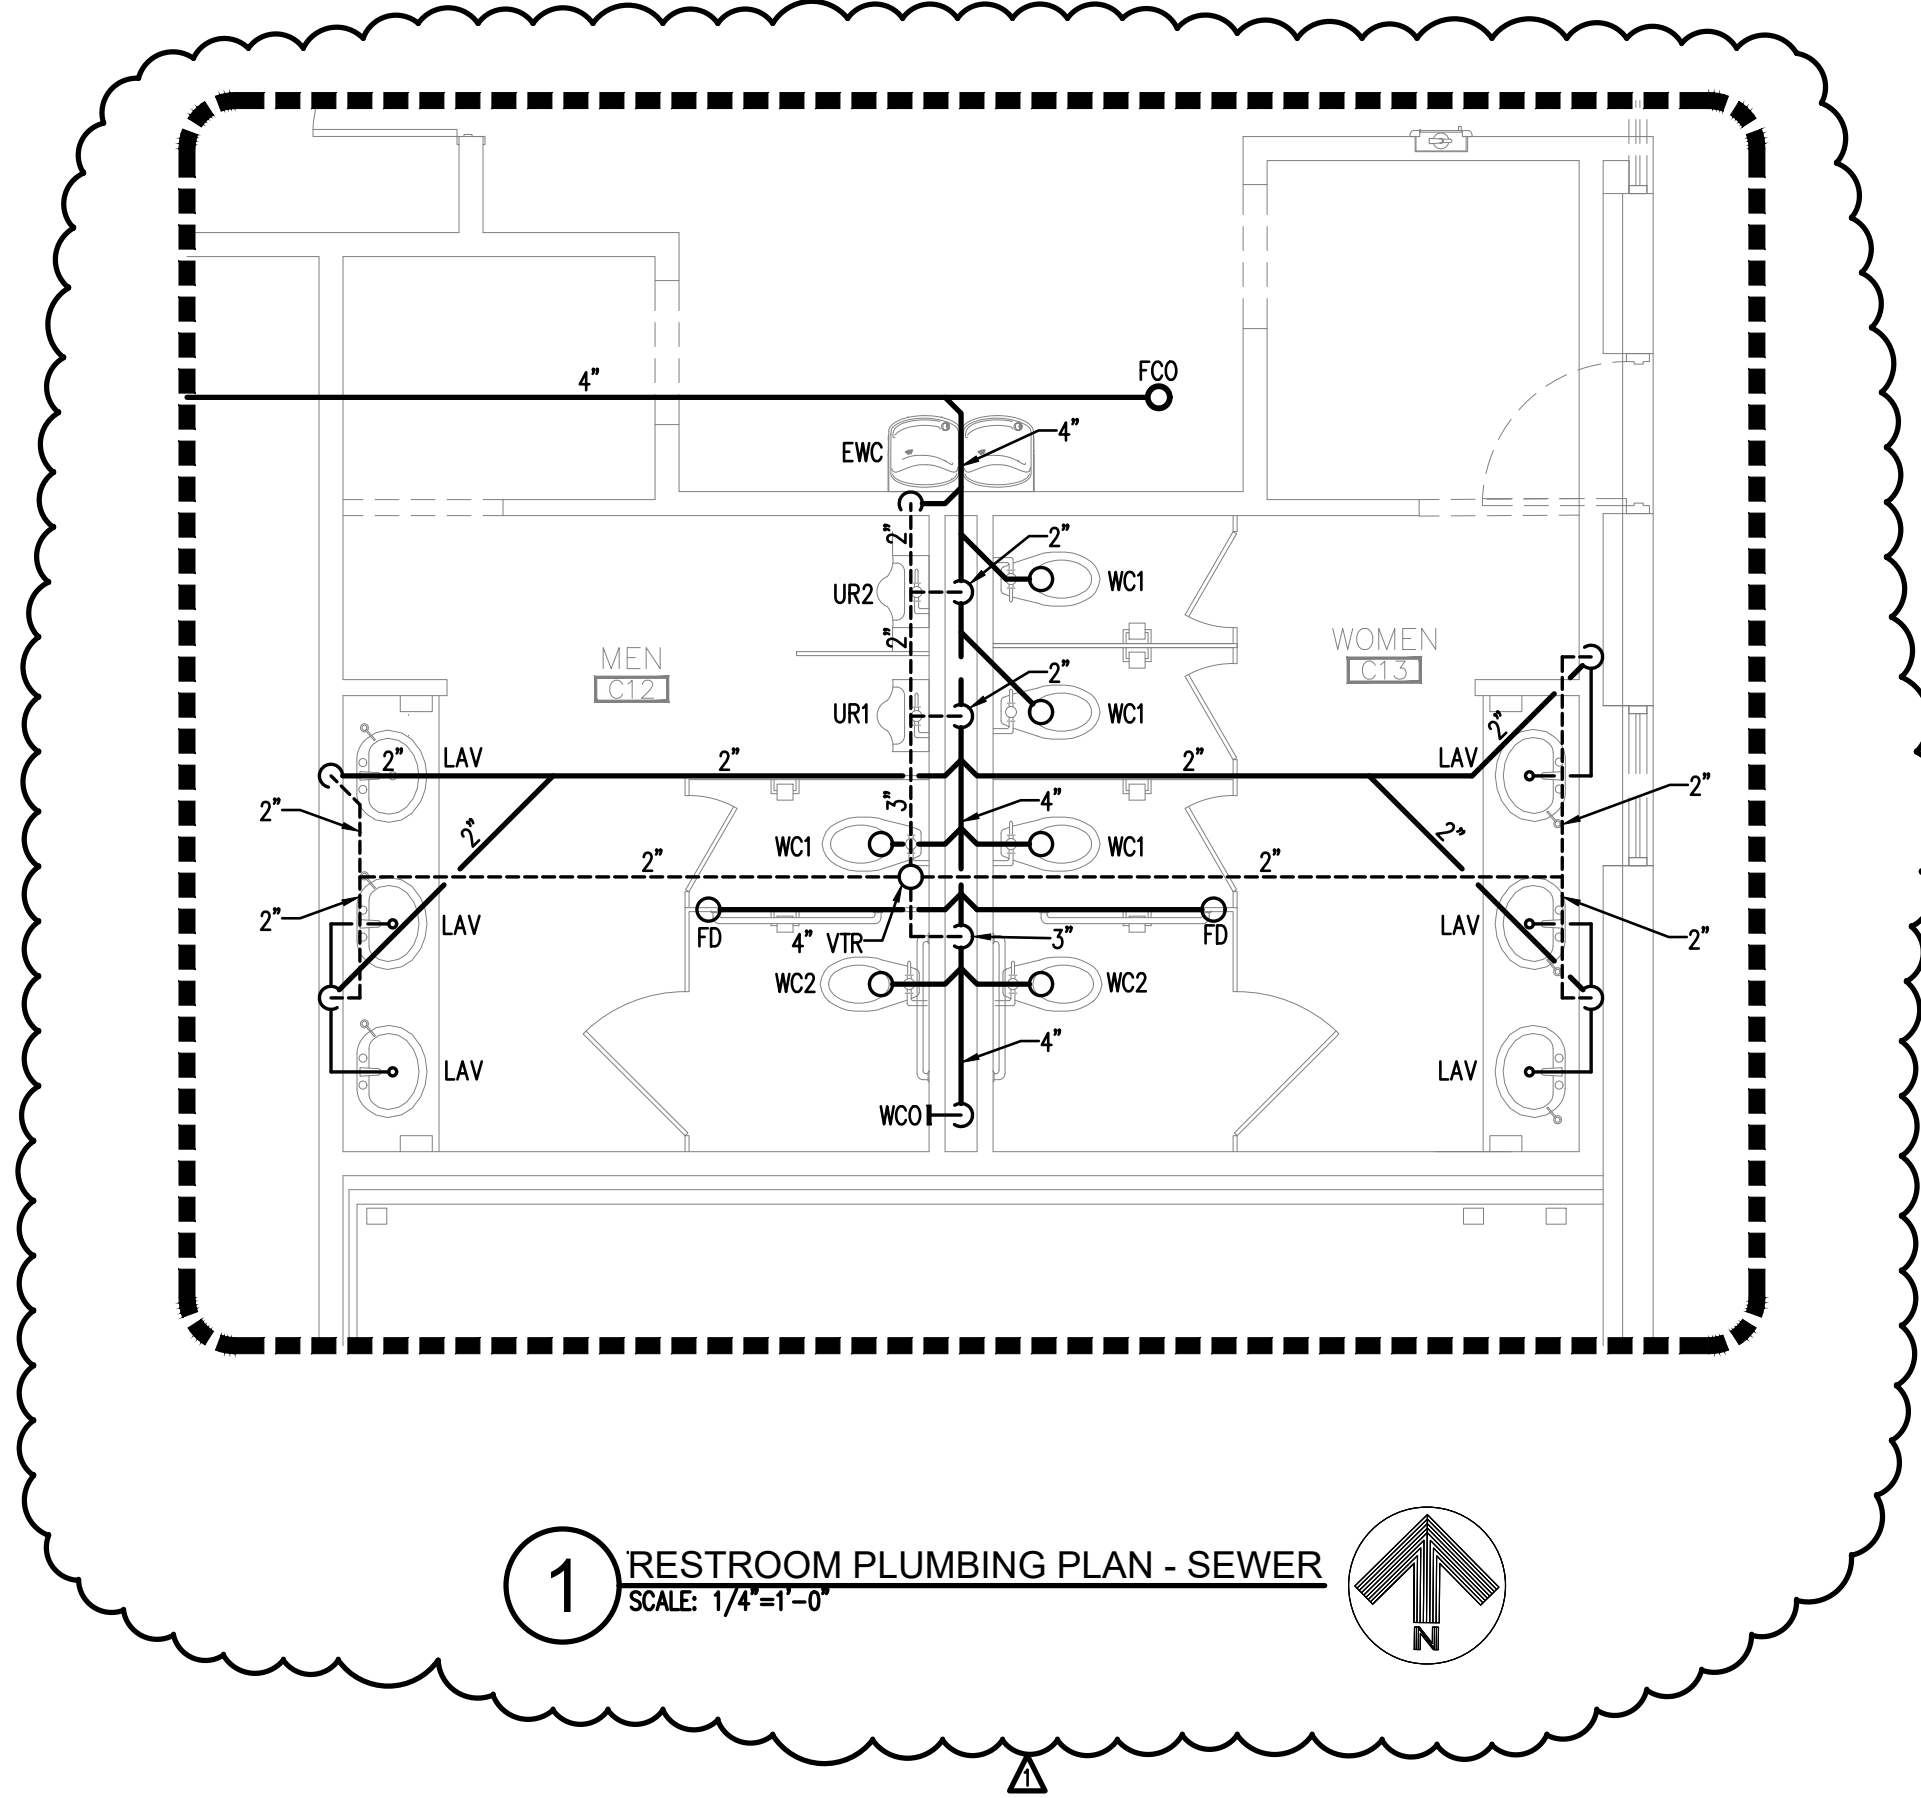 FCO
4”
4”
EWC
2”
2”
WC1
UR2
2”
WOMEN
C13
MEN
C12
2”
UR1
WC1
2”
LAV
2”
2”
2”
LAV
2”
3”
4”
2”
2”
2”
2”
WC1
WC1
2”
2”
2”
LAV
FD
4”
VTR
3”
FD
LAV
2”
WC2
WC2
4”
LAV
LAV
WCO
1
RESTROOM PLUMBING PLAN - SEWER
SCALE: 1/4”=1’-0”
N
1